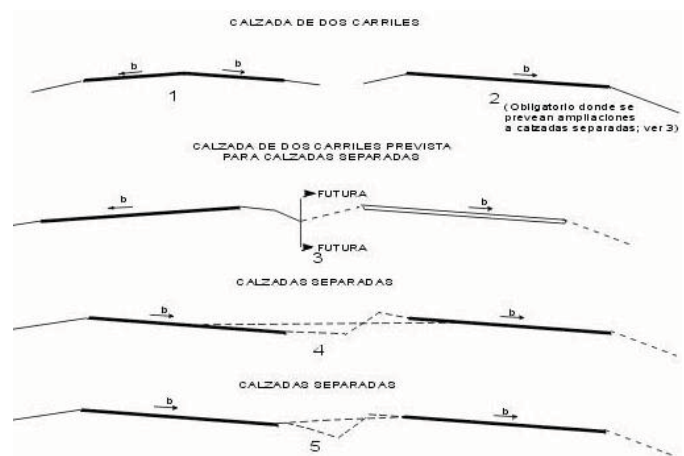 CALZADA DE DOS CARRILES
b b b
1 2
(Obligatorio donde se
prevean ampliaciones
a calzadas separadas; ver 3)
CALZADA DE DOS CARRILES PREVISTA
PARA CALZADAS SEPARADAS
b FUTURA b
FUTURA
3
CALZADAS SEPARADAS
b b
4
CALZADAS SEPARADAS
b b
5